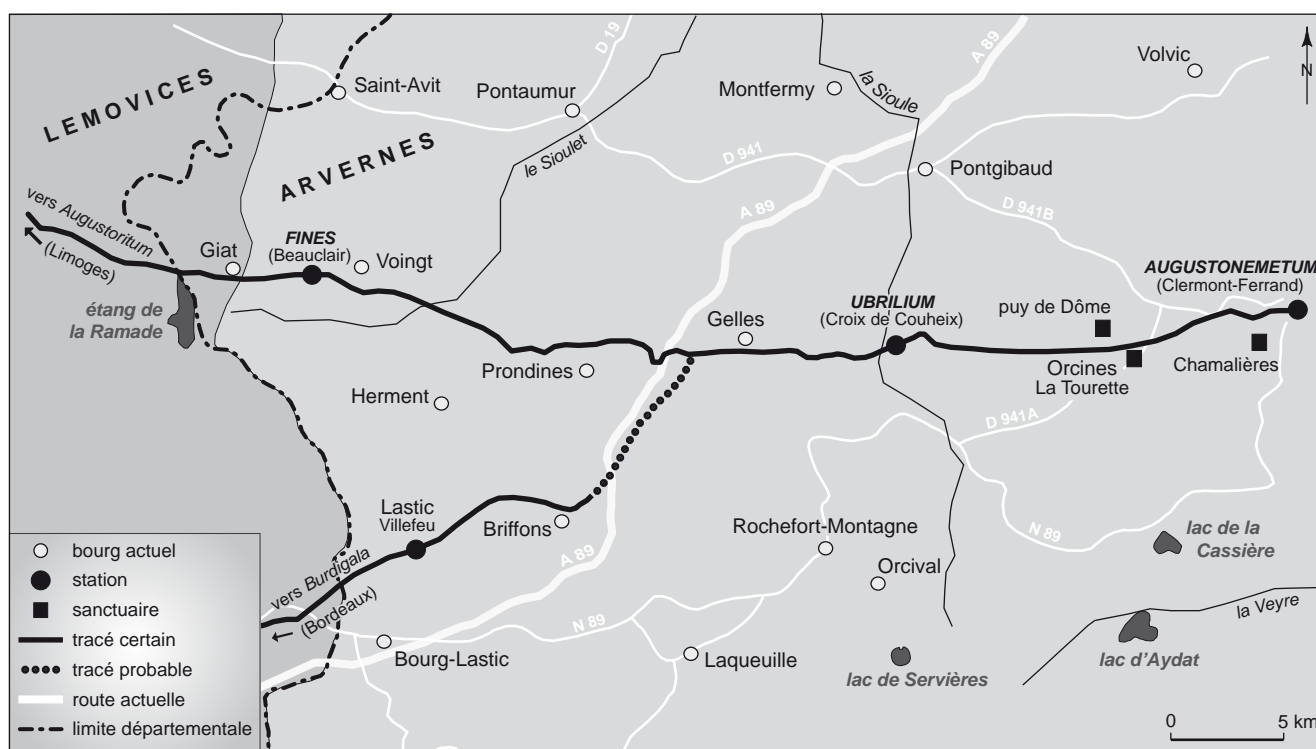 N
Volvic
D 19
A 89
LEMOVICES
Saint-Avit
Pontaumur
Montfermy
la Sioule
ARVERNES
le Sioulet
D 941
Pontgibaud
vers Augustoritum
(Limoges)
A 89
D 941B
Giat
FINES
(Beauclair)
Voingt
AUGUSTONEMETUM
(Clermont-Ferrand)
étang de
la Ramade
UBRILIUM
(Croix de Couheix)
puy de Dôme
Gelles
Prondines
Orcines
La Tourette
Chamalières
Herment
D 941A
Lastic
Villefeu
Briffons
Rochefort-Montagne
N 89
lac de la
Cassière
A 89
Orcival
vers Burdigala
(Bordeaux)
la Veyre
N 89
Bourg-Lastic
Laqueuille
lac de Servières
lac d'Aydat
bourg actuel
station
sanctuaire
tracé certain
tracé probable
route actuelle
limite départementale
0 5 km